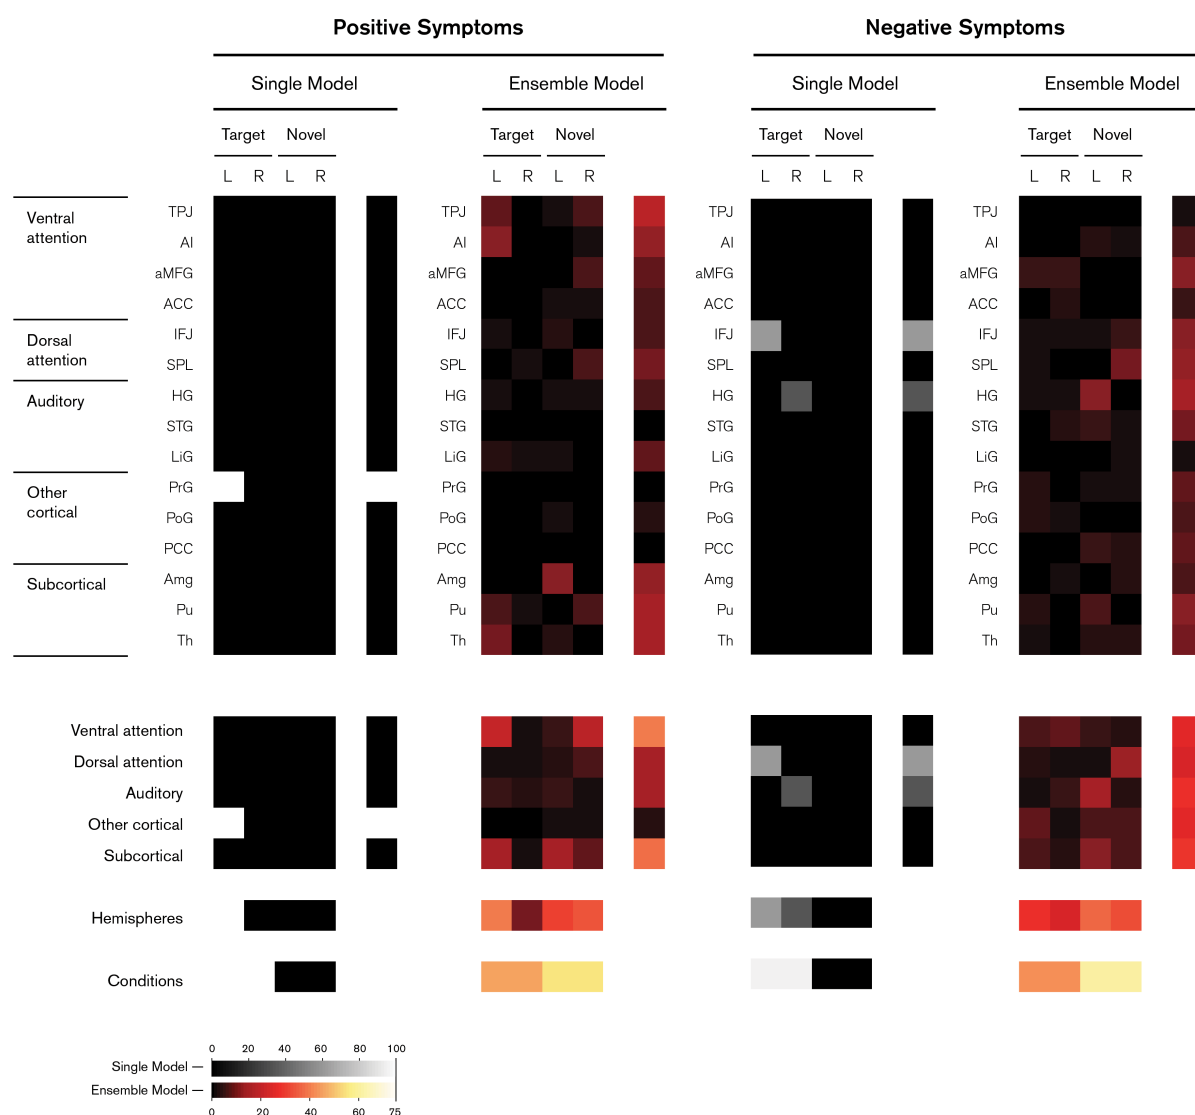 Positive Symptoms Negative Symptoms
Single Model Ensemble Model Single Model Ensemble Model
Target Novel Target Novel Target Novel Target Novel
L R L R L R L R L R L R L R L R
Ventral attention
TPJ TPJ TPJ TPJ
AI AI AI AI
aMFG aMFG aMFG aMFG
ACC ACC ACC ACC
Dorsal attention
IFJ IFJ IFJ IFJ
SPL SPL SPL SPL
Auditory
HG HG HG HG
STG STG STG STG
LiG LiG LiG LiG
Other cortical
PrG PrG PrG PrG
PoG PoG PoG PoG
PCC PCC PCC PCC
Subcortical
Amg Amg Amg Amg
Pu Pu Pu Pu
Th Th Th Th
Ventral attention
Dorsal attention
Auditory
Other cortical
Subcortical
Hemispheres
Conditions
0 20 40 60 80 100
Single Model
Ensemble Model
0 20 40 60 75